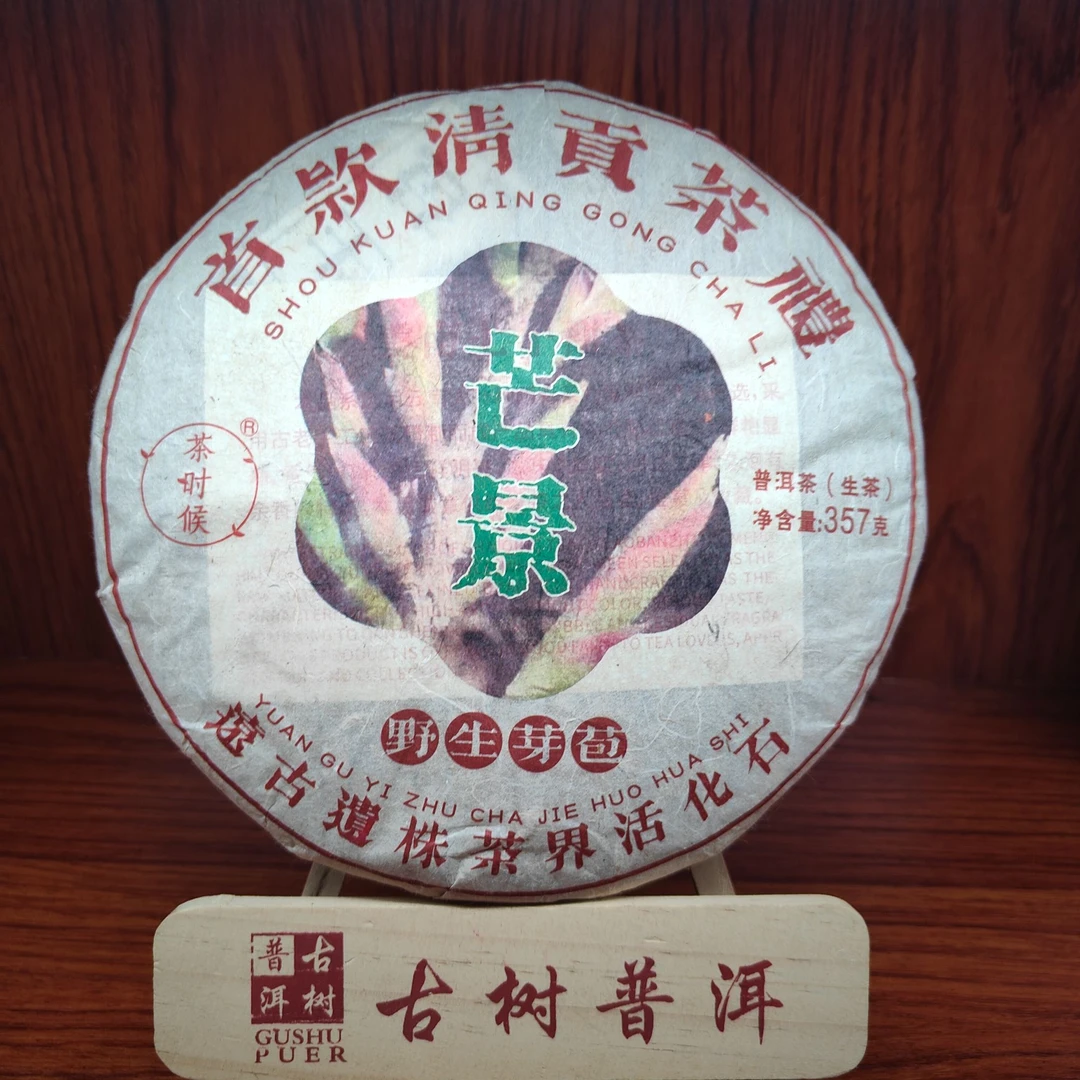 首款清貢茶禮
SHOU KUAN QING GONG CHA LI
芒景
茶时候
®
普洱茶（生茶）
净含量:357克
野生芽苞
YUAN GU YI ZHU CHA JIE HUO HUA SHI
遠古遺株茶界活化石
古树
普洱
GUSHU
PUER
古树普洱